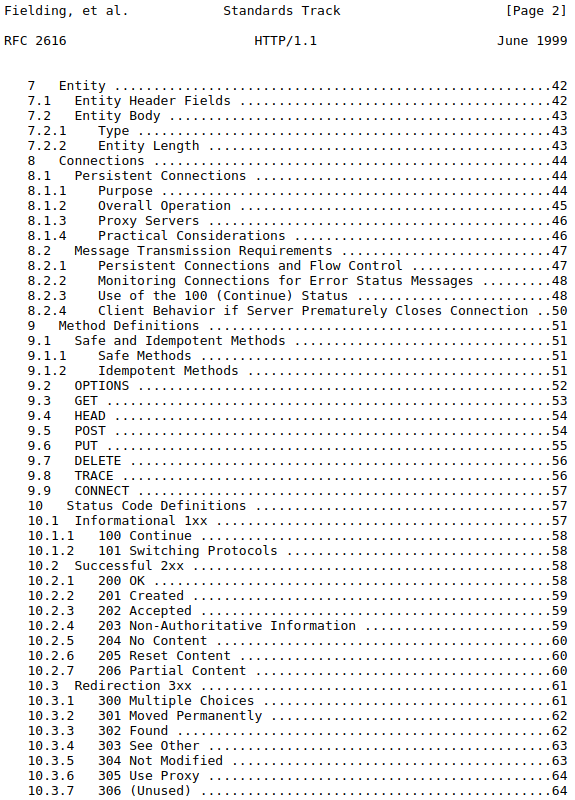 Fielding, et al.            Standards Track                     [Page 2]
RFC 2616                        HTTP/1.1                       June 1999
   7   Entity ........................................................42
   7.1   Entity Header Fields ........................................42
   7.2   Entity Body .................................................43
   7.2.1    Type .....................................................43
   7.2.2    Entity Length ............................................43
   8   Connections ...................................................44
   8.1   Persistent Connections ......................................44
   8.1.1    Purpose ..................................................44
   8.1.2    Overall Operation ........................................45
   8.1.3    Proxy Servers ............................................46
   8.1.4    Practical Considerations .................................46
   8.2   Message Transmission Requirements ...........................47
   8.2.1    Persistent Connections and Flow Control ..................47
   8.2.2    Monitoring Connections for Error Status Messages .........48
   8.2.3    Use of the 100 (Continue) Status .........................48
   8.2.4    Client Behavior if Server Prematurely Closes Connection ..50
   9   Method Definitions ............................................51
   9.1   Safe and Idempotent Methods .................................51
   9.1.1    Safe Methods .............................................51
   9.1.2    Idempotent Methods .......................................51
   9.2   OPTIONS .....................................................52
   9.3   GET .........................................................53
   9.4   HEAD ........................................................54
   9.5   POST ........................................................54
   9.6   PUT .........................................................55
   9.7   DELETE ......................................................56
   9.8   TRACE .......................................................56
   9.9   CONNECT .....................................................57
   10   Status Code Definitions ......................................57
   10.1  Informational 1xx ...........................................57
   10.1.1   100 Continue .............................................58
   10.1.2   101 Switching Protocols ..................................58
   10.2  Successful 2xx ..............................................58
   10.2.1   200 OK ...................................................58
   10.2.2   201 Created ..............................................59
   10.2.3   202 Accepted .............................................59
   10.2.4   203 Non-Authoritative Information ........................59
   10.2.5   204 No Content ...........................................60
   10.2.6   205 Reset Content ........................................60
   10.2.7   206 Partial Content ......................................60
   10.3  Redirection 3xx .............................................61
   10.3.1   300 Multiple Choices .....................................61
   10.3.2   301 Moved Permanently ....................................62
   10.3.3   302 Found ................................................62
   10.3.4   303 See Other ............................................63
   10.3.5   304 Not Modified .........................................63
   10.3.6   305 Use Proxy ............................................64
   10.3.7   306 (Unused) .............................................64